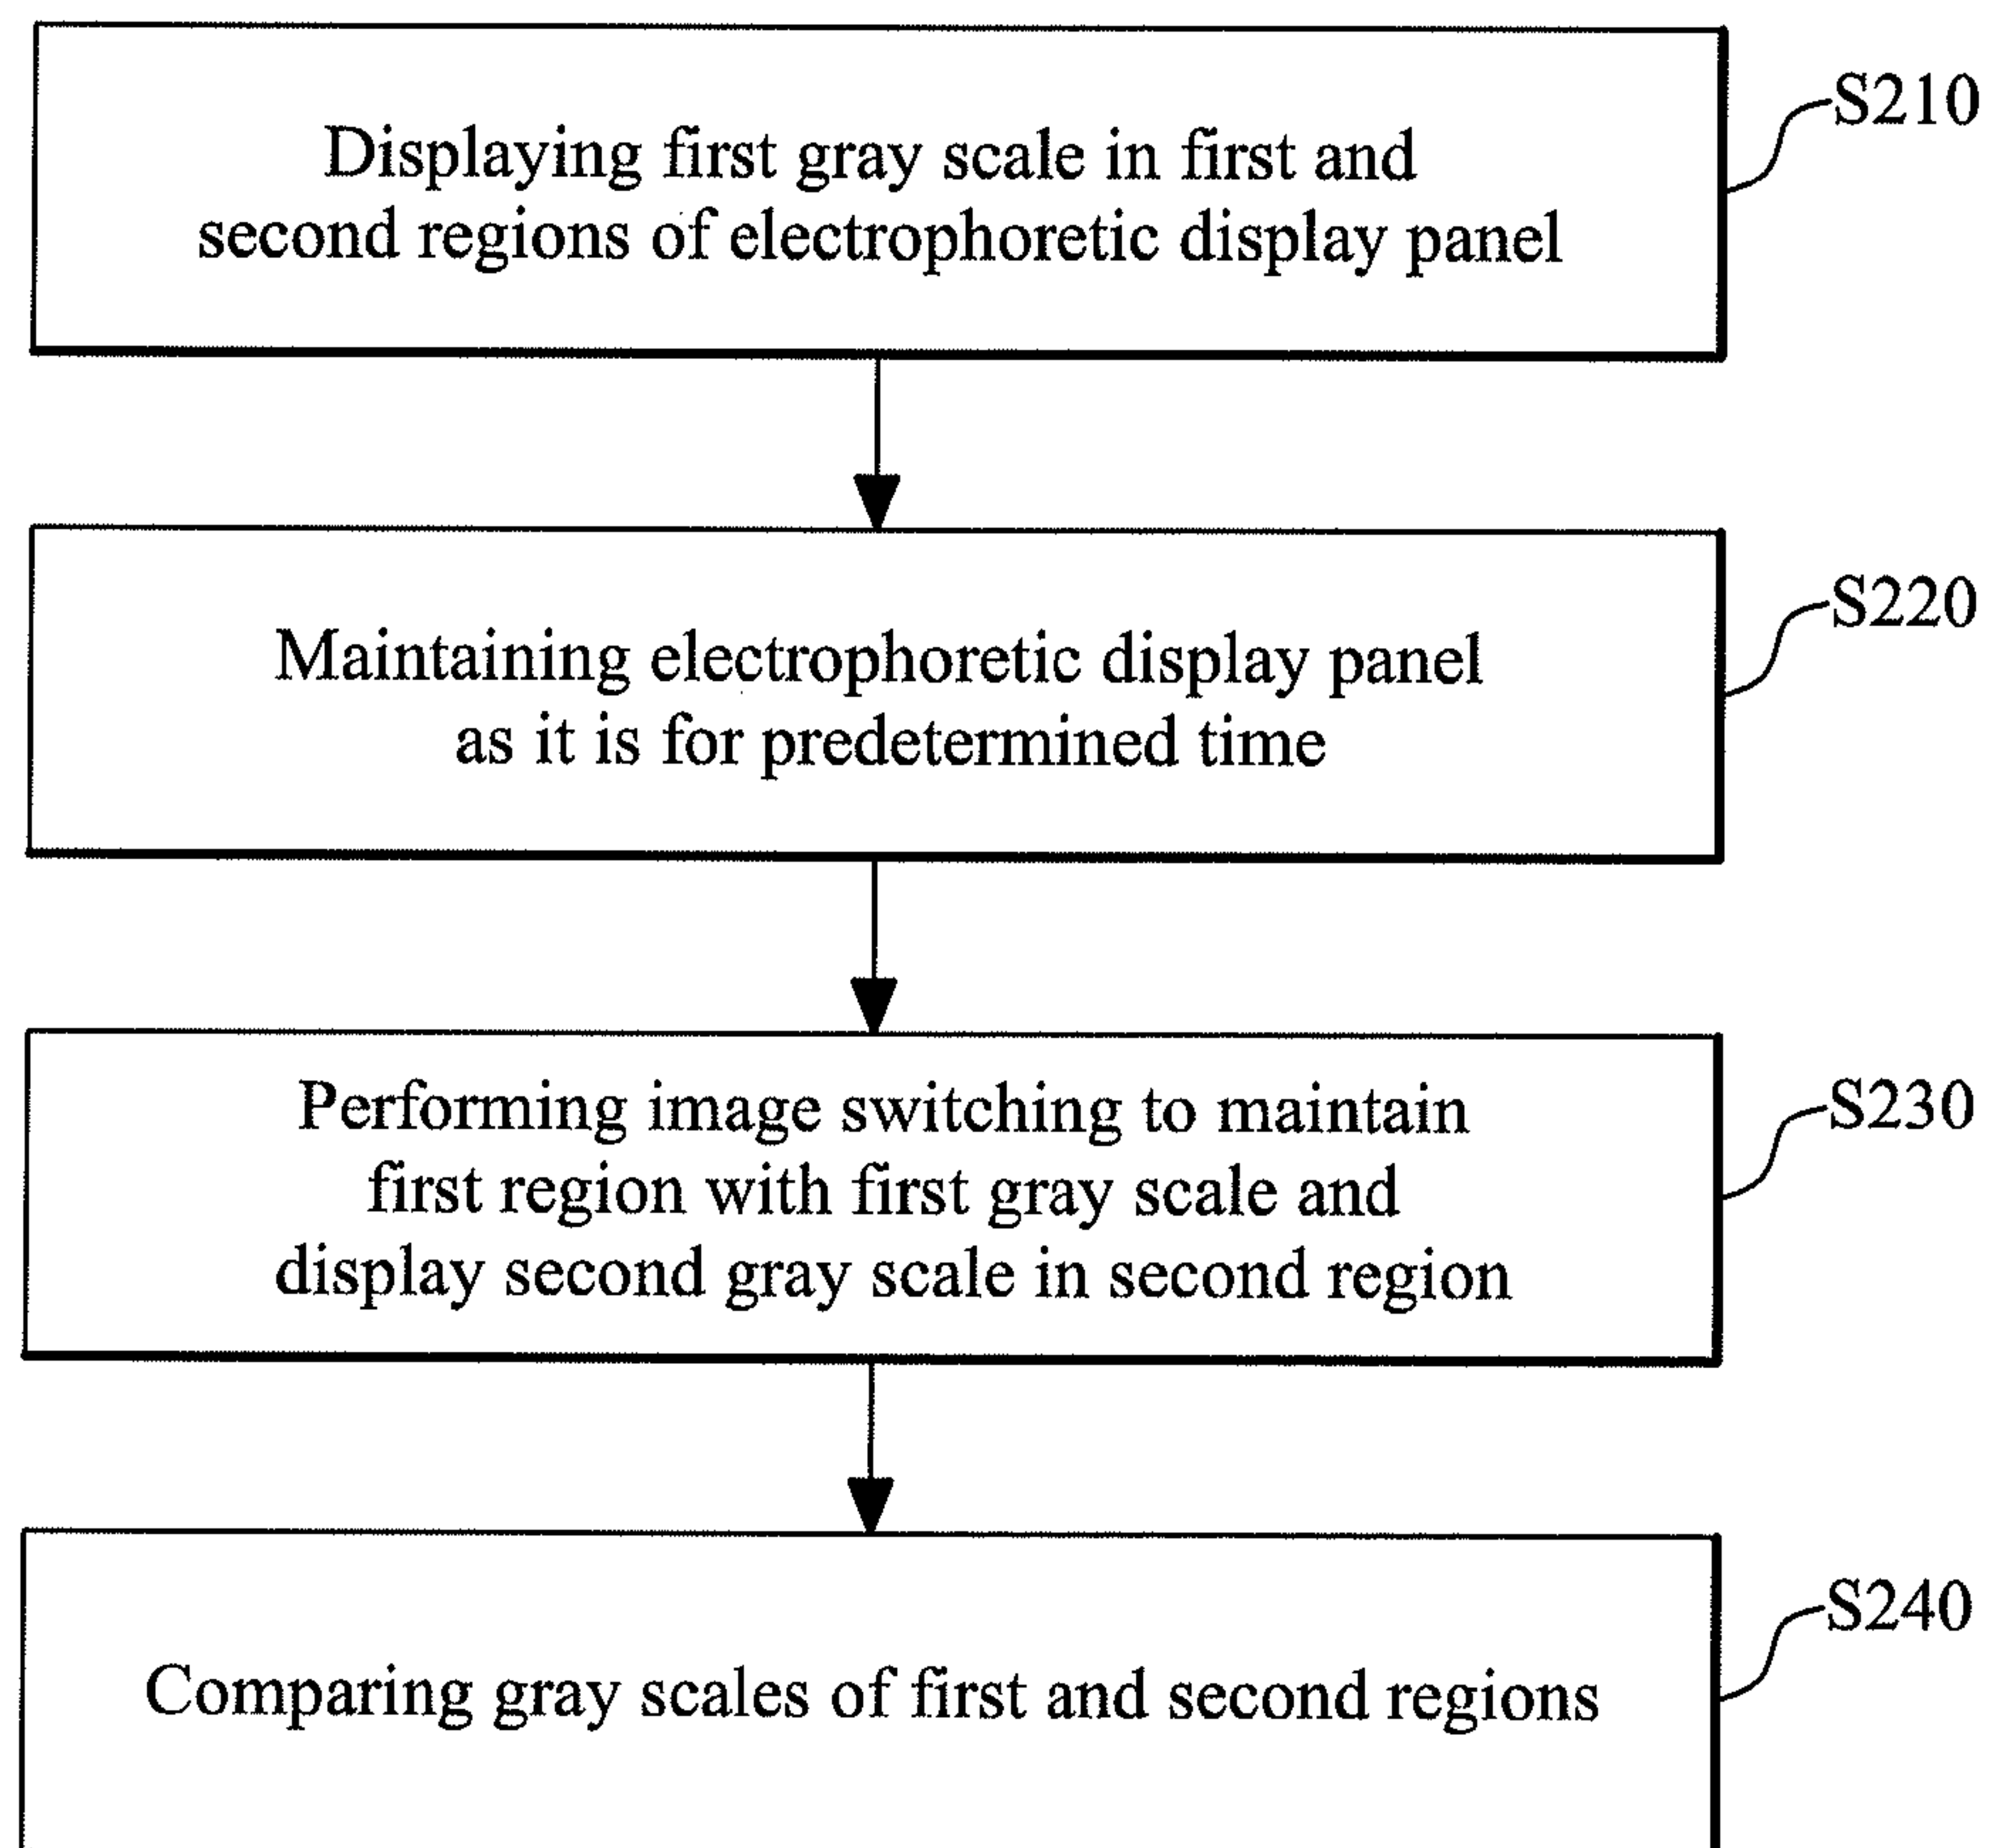 S210
Displaying first gray scale in first and
second regions of electrophoretic display panel
S220
Maintaining electrophoretic display panel
as it is for predetermined time
S230
Performing image switching to maintain
first region with first gray scale and
display second gray scale in second region
S240
Comparing gray scales of first and second regions